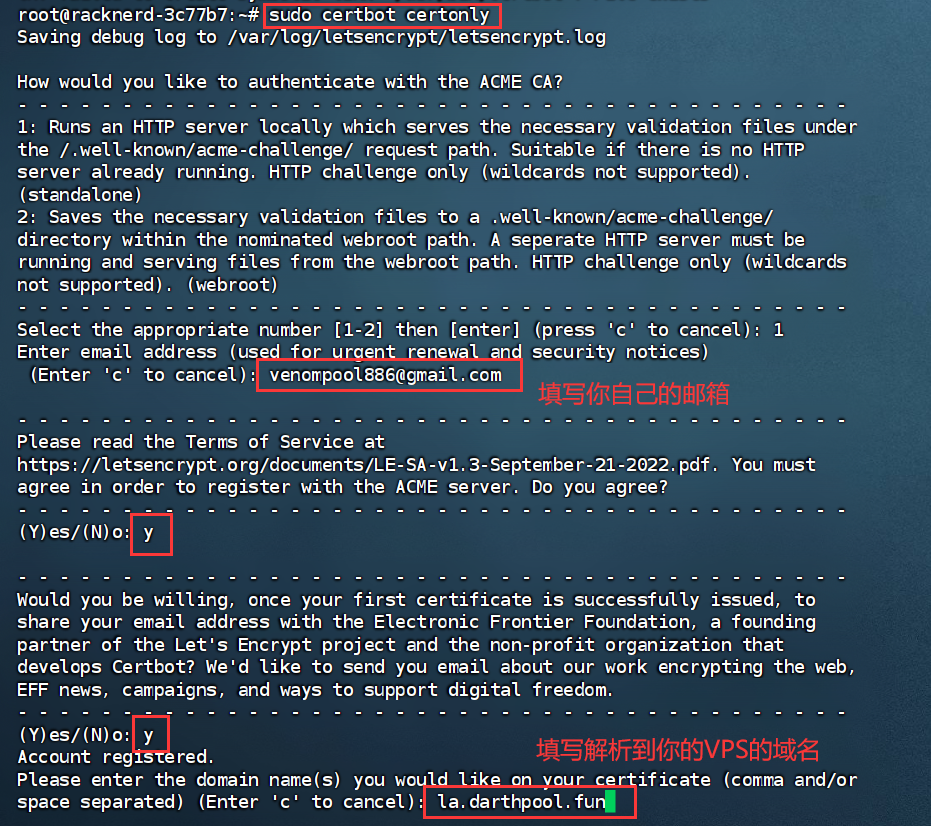 root@racknerd-3c77b7:~# sudo certbot certonly
Saving debug log to /var/log/letsencrypt/letsencrypt.log
How would you like to authenticate with the ACME CA?
- - - - - - - - - - - - - - - - - - - - - - - - - - - - - - - - - - - - - - - -
1: Runs an HTTP server locally which serves the necessary validation files under
the /.well-known/acme-challenge/ request path. Suitable if there is no HTTP
server already running. HTTP challenge only (wildcards not supported).
(standalone)
2: Saves the necessary validation files to a .well-known/acme-challenge/
directory within the nominated webroot path. A seperate HTTP server must be
running and serving files from the webroot path. HTTP challenge only (wildcards
not supported). (webroot)
- - - - - - - - - - - - - - - - - - - - - - - - - - - - - - - - - - - - - - - -
Select the appropriate number [1-2] then [enter] (press 'c' to cancel): 1
Enter email address (used for urgent renewal and security notices)
(Enter 'c' to cancel): venompool886@gmail.com
填写你自己的邮箱
- - - - - - - - - - - - - - - - - - - - - - - - - - - - - - - - - - - - - - - -
Please read the Terms of Service at
https://letsencrypt.org/documents/LE-SA-v1.3-September-21-2022.pdf. You must
agree in order to register with the ACME server. Do you agree?
- - - - - - - - - - - - - - - - - - - - - - - - - - - - - - - - - - - - - - - -
(Y)es/(N)o: y
- - - - - - - - - - - - - - - - - - - - - - - - - - - - - - - - - - - - - - - -
Would you be willing, once your first certificate is successfully issued, to
share your email address with the Electronic Frontier Foundation, a founding
partner of the Let's Encrypt project and the non-profit organization that
develops Certbot? We'd like to send you email about our work encrypting the web,
EFF news, campaigns, and ways to support digital freedom.
- - - - - - - - - - - - - - - - - - - - - - - - - - - - - - - - - - - - - - - -
(Y)es/(N)o: y
Account registered.
填写解析到你的VPS的域名
Please enter the domain name(s) you would like on your certificate (comma and/or
space separated) (Enter 'c' to cancel): la.darthpool.fun